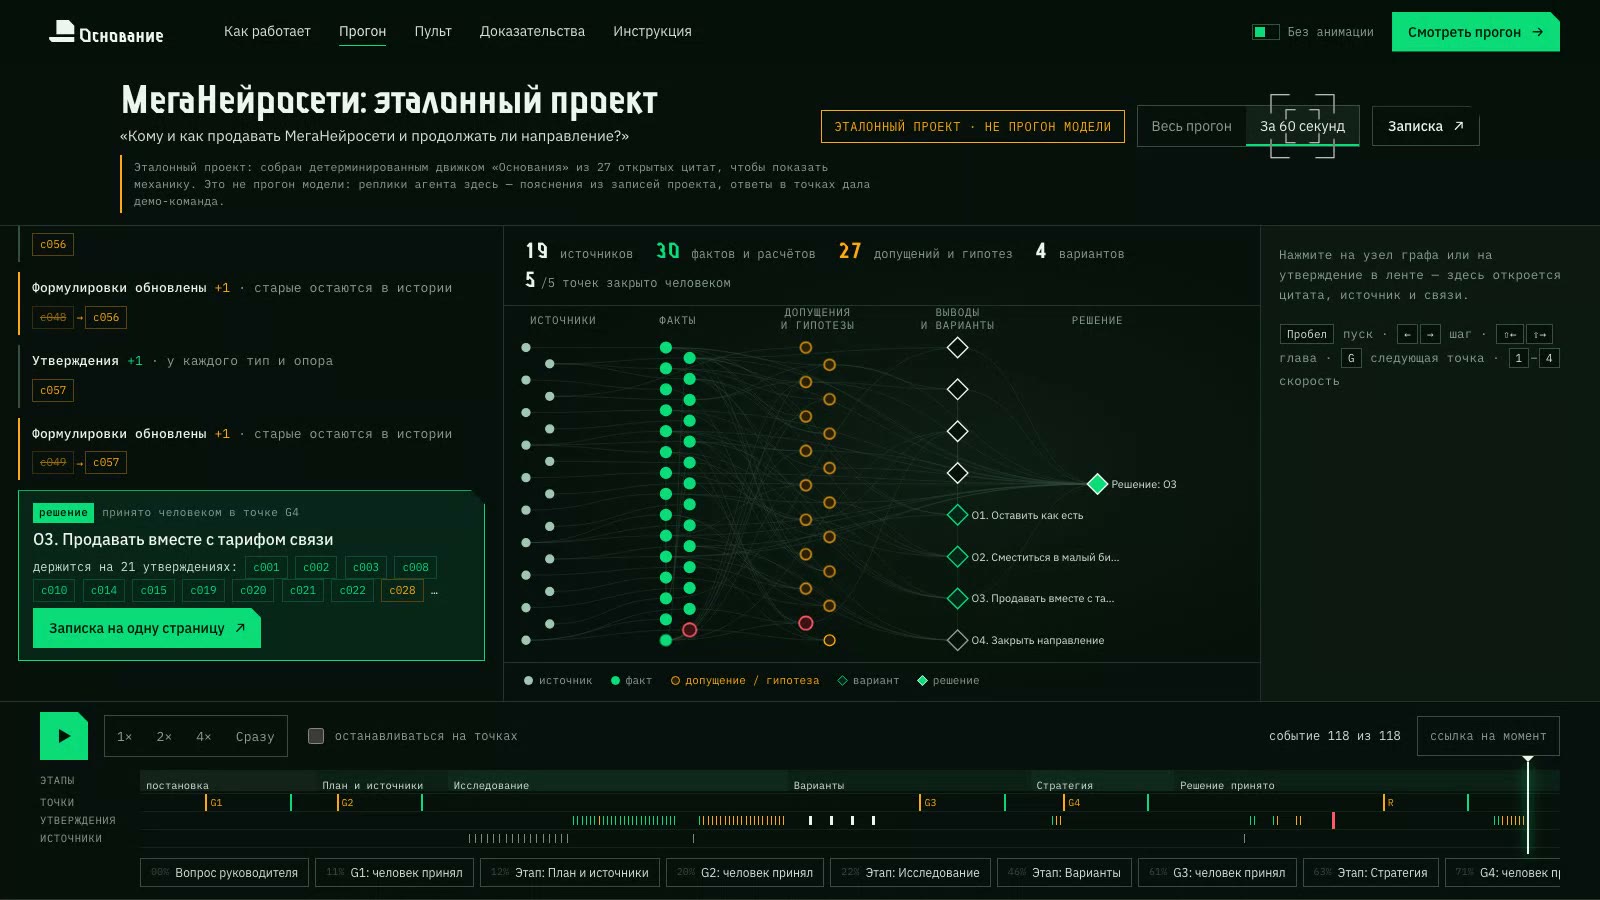 Основание
Как работает
Прогон
Пульт
Доказательства
Инструкция
Без анимации
Смотреть прогон →
МегаНейросети: эталонный проект
«Кому и как продавать МегаНейросети и продолжать ли направление?»
Эталонный проект: собран детерминированным движком «Основания» из 27 открытых цитат, чтобы показать
механику. Это не прогон модели: реплики агента здесь — пояснения из записей проекта, ответы в точках дала
демо-команда.
ЭТАЛОННЫЙ ПРОЕКТ · НЕ ПРОГОН МОДЕЛИ
Весь прогон
За 60 секунд
Записка ↗
c056
Формулировки обновлены +1 · старые остаются в истории
c048 → c056
Утверждения +1 · у каждого тип и опора
c057
Формулировки обновлены +1 · старые остаются в истории
c049 → c057
решение принято человеком в точке G4
О3. Продавать вместе с тарифом связи
держится на 21 утверждениях: c001 c002 c003 c008
c010 c014 c015 c019 c020 c021 c022 c028 …
Записка на одну страницу ↗
19 источников 30 фактов и расчётов 27 допущений и гипотез 4 вариантов
5 /5 точек закрыто человеком
ИСТОЧНИКИ
ФАКТЫ
ДОПУЩЕНИЯ
И ГИПОТЕЗЫ
ВЫВОДЫ
И ВАРИАНТЫ
РЕШЕНИЕ
Решение: О3
О1. Оставить как есть
О2. Сместиться в малый би…
О3. Продавать вместе с та…
О4. Закрыть направление
источник факт допущение / гипотеза вариант решение
Нажмите на узел графа или на
утверждение в ленте — здесь откроется
цитата, источник и связи.
Пробел пуск · ← → шаг · ⇧← ⇧→
глава · G следующая точка · 1 – 4
скорость
1× 2× 4× Сразу
останавливаться на точках
событие 118 из 118
ссылка на момент
ЭТАПЫ
постановка План и источники Исследование Варианты Стратегия Решение принято
ТОЧКИ
G1 G2 G3 G4 R
УТВЕРЖДЕНИЯ
ИСТОЧНИКИ
00% Вопрос руководителя
11% G1: человек принял
12% Этап: План и источники
20% G2: человек принял
22% Этап: Исследование
46% Этап: Варианты
61% G3: человек принял
63% Этап: Стратегия
71% G4: человек пр